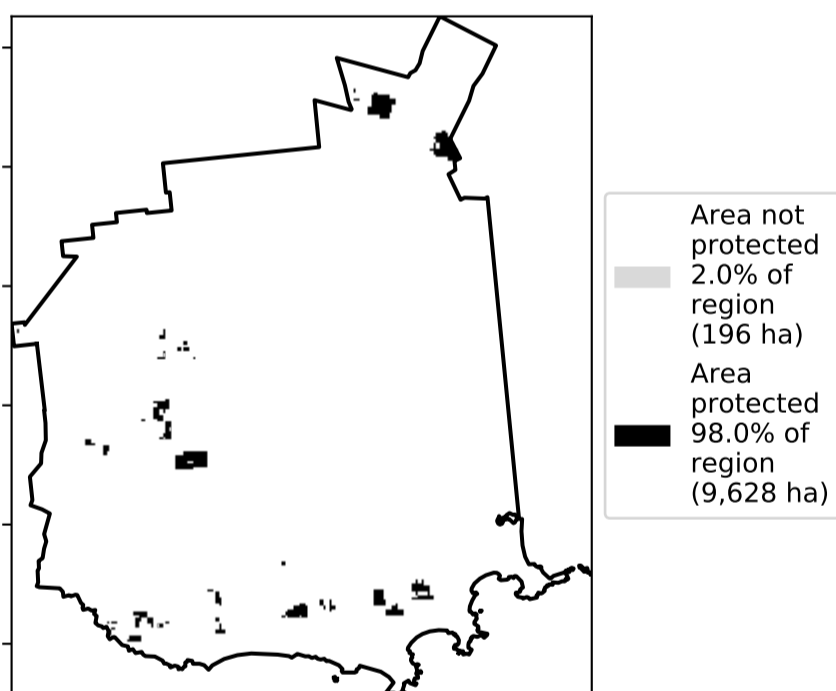 Area not
protected
2.0% of
region
(196 ha)
Area
protected
98.0% of
region
(9,628 ha)